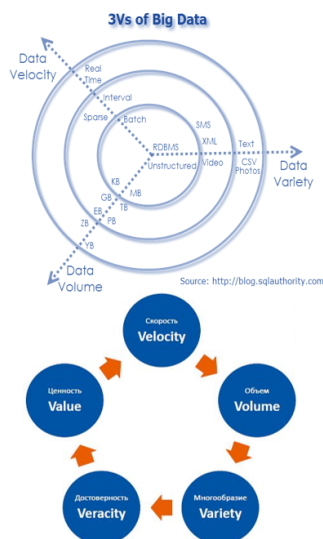 3Vs of Big Data
Data
Velocity
Real
Time
Interval
Sparse
Batch
SMS
XML
RDBMS
Unstructured
Video
Text
CSV
Photos
Data
Variety
KB
MB
GB
TB
EB
PB
ZB
YB
Data
Volume
Source: http://blog.sqlauthority.com
Скорость
Velocity
Ценность
Value
Объем
Volume
Достоверность
Veracity
Многообразие
Variety